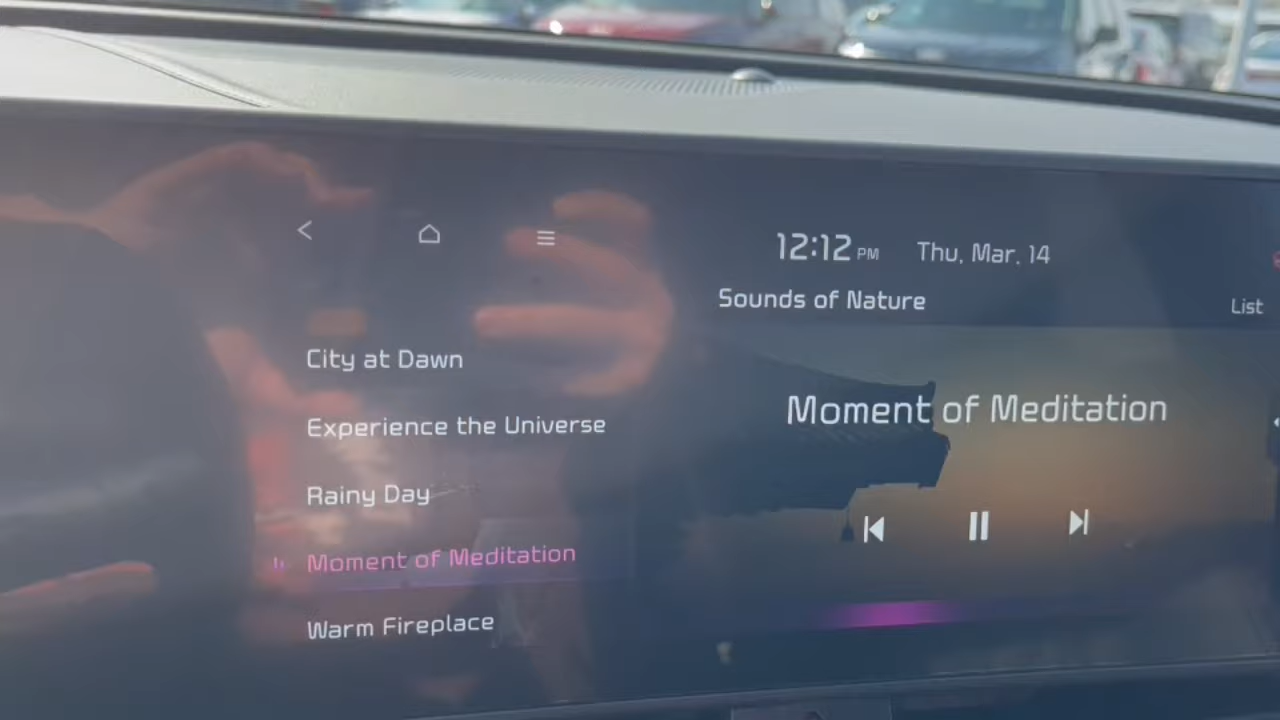 12:12 PM Thu, Mar. 14
Sounds of Nature
List
City at Dawn
Experience the Universe
Rainy Day
Moment of Meditation
Warm Fireplace
Moment of Meditation